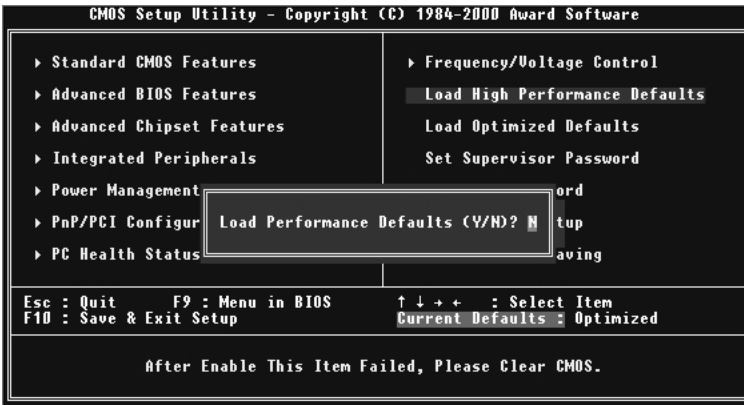 CMOS Setup Utility - Copyright (C) 1984-2000 Award Software
Standard CMOS Features
Advanced BIOS Features
Advanced Chipset Features
Integrated Peripherals
Power Management
PnP/PCI Configur
PC Health Status
Frequency/Voltage Control
Load High Performance Defaults
Load Optimized Defaults
Set Supervisor Password
ord
tup
aving
Load Performance Defaults (Y/N)? N
Esc : Quit F9 : Menu in BIOS ↑ ↓ → ← : Select Item
F10 : Save & Exit Setup Current Defaults : Optimized
After Enable This Item Failed, Please Clear CMOS.